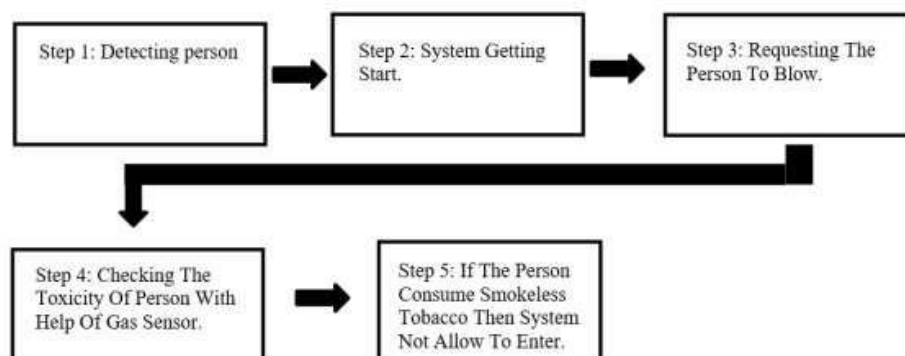 Step 1: Detecting person
Step 2: System Getting
Start.
Step 3: Requesting The
Person To Blow.
Step 4: Checking The
Toxicity Of Person With
Help Of Gas Sensor.
Step 5: If The Person
Consume Smokeless
Tobacco Then System
Not Allow To Enter.